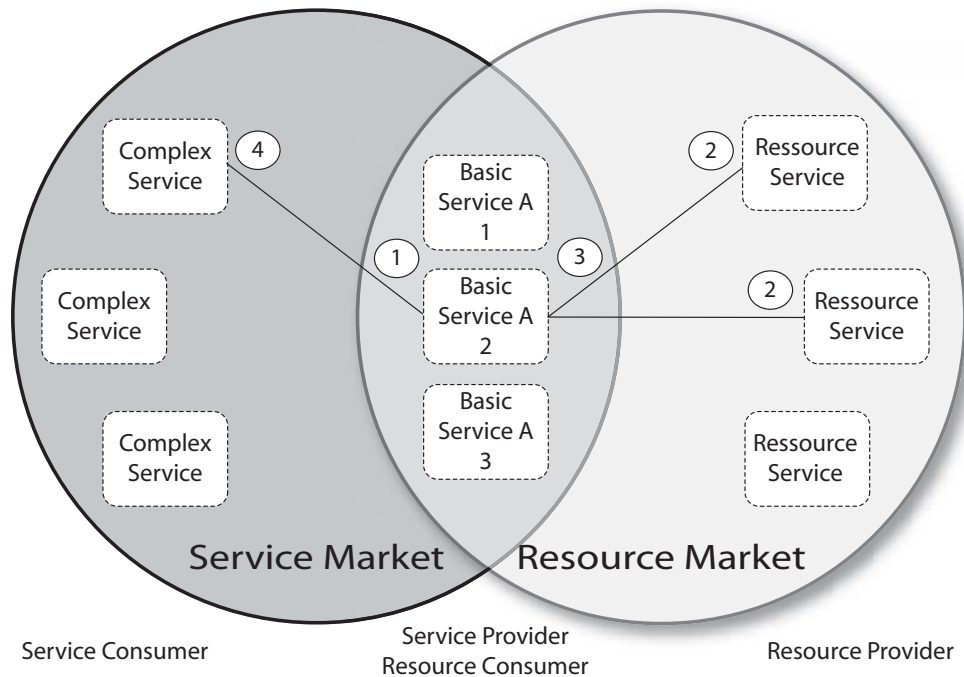 Complex
Service
4
Complex
Service
Complex
Service
1
Basic
Service A
1
Basic
Service A
2
Basic
Service A
3
3
2
Ressource
Service
2
Ressource
Service
Ressource
Service
Service Market
Resource Market
Service Consumer
Service Provider
Resource Consumer
Resource Provider